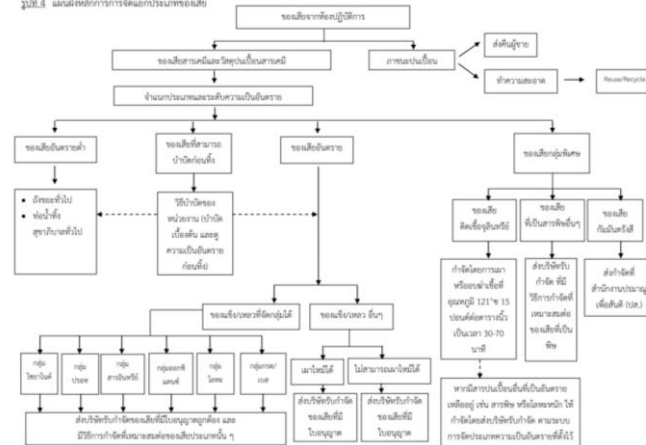 รูปที่ 4 แผนผังหลักการการจัดแยกประเภทของเสีย
ของเสียจากห้องปฏิบัติการ
ของเสียสารเคมีและวัสดุปนเปื้อนสารเคมี
ภาชนะปนเปื้อน
ส่งคืนผู้ขาย
ทำความสะอาด
Reuse/Recycle
จำแนกประเภทและระดับความเป็นอันตราย
ของเสียอันตรายต่ำ
ของเสียที่สามารถ
บำบัดก่อนทิ้ง
ของเสียอันตราย
ของเสียกลุ่มพิเศษ
ถังขยะทั่วไป
ท่อน้ำทิ้ง
สุขาภิบาลทั่วไป
วิธีบำบัดของ
หน่วยงาน (บำบัด
เบื้องต้น และดู
ความเป็นอันตราย
ก่อนทิ้ง)
ของเสีย
ติดเชื้อจุลินทรีย์
ของเสีย
ที่เป็นสารพิษอื่นๆ
ของเสีย
กัมมันตรังสี
กำจัดโดยการเผา
หรืออบฆ่าเชื้อที่
อุณหภูมิ 121°ซ 15
ปอนด์ต่อตารางนิ้ว
เป็นเวลา 30-70
นาที
ส่งบริษัทรับ
กำจัด ที่มี
วิธีการกำจัดที่
เหมาะสมต่อ
ของเสียที่เป็น
พิษ
ส่งกำจัดที่
สำนักงานปรมาณู
เพื่อสันติ (ปส.)
ของแข็ง/เหลวที่จัดกลุ่มได้
ของแข็ง/เหลว อื่นๆ
กลุ่ม
ไซยาไนด์
กลุ่ม
ปรอท
กลุ่ม
สารอินทรีย์
กลุ่มออกซิ
แดนซ์
กลุ่ม
โลหะ
กลุ่มกรด/
เบส
เผาไหม้ได้
ไม่สามารถเผาไหม้ได้
ส่งบริษัทรับกำจัดของเสียที่มีใบอนุญาตถูกต้อง และ
มีวิธีการกำจัดที่เหมาะสมต่อของเสียประเภทนั้น ๆ
ส่งบริษัทรับกำจัด
ของเสียที่มี
ใบอนุญาต
ส่งบริษัทรับกำจัด
ของเสียที่มี
ใบอนุญาต
หากมีสารปนเปื้อนอื่นที่เป็นอันตราย
เหลืออยู่ เช่น สารพิษ หรือโลหะหนัก ให้
กำจัดโดยส่งบริษัทรับกำจัด ตามระบบ
การจัดประเภทความเป็นอันตรายที่ตั้งไว้